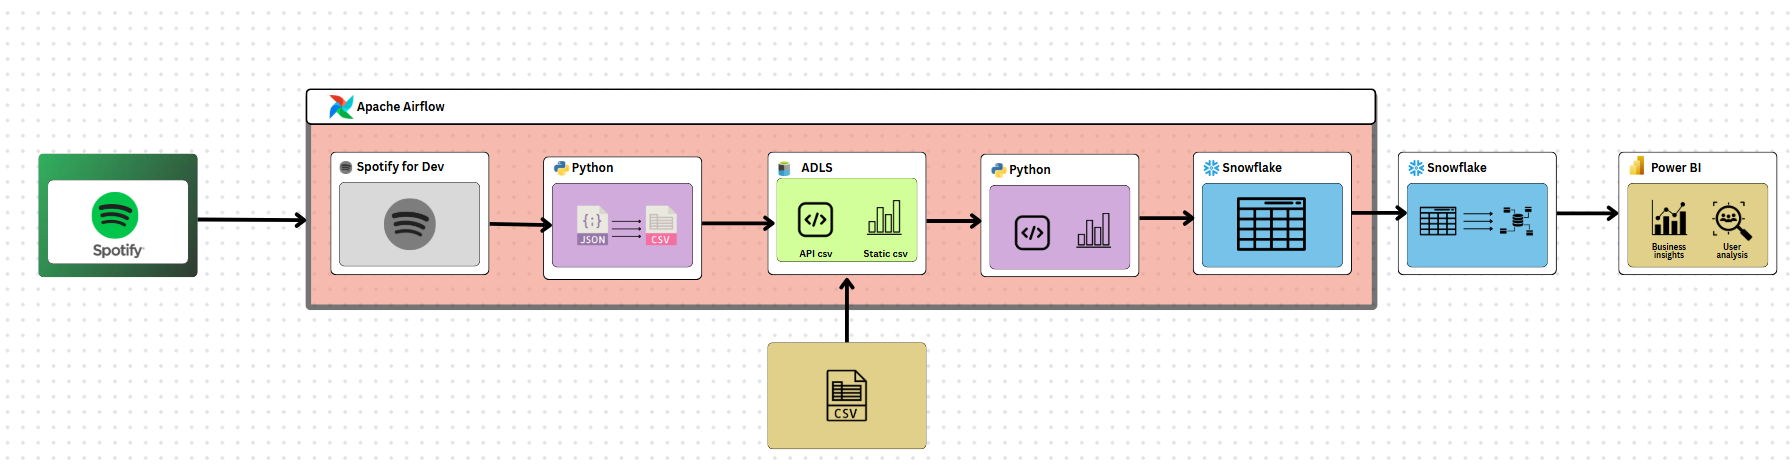 Apache Airflow
Spotify
Spotify for Dev
Python
JSON
CSV
ADLS
API csv
Static csv
CSV
Python
Snowflake
Snowflake
Power BI
Business
insights
User
analysis